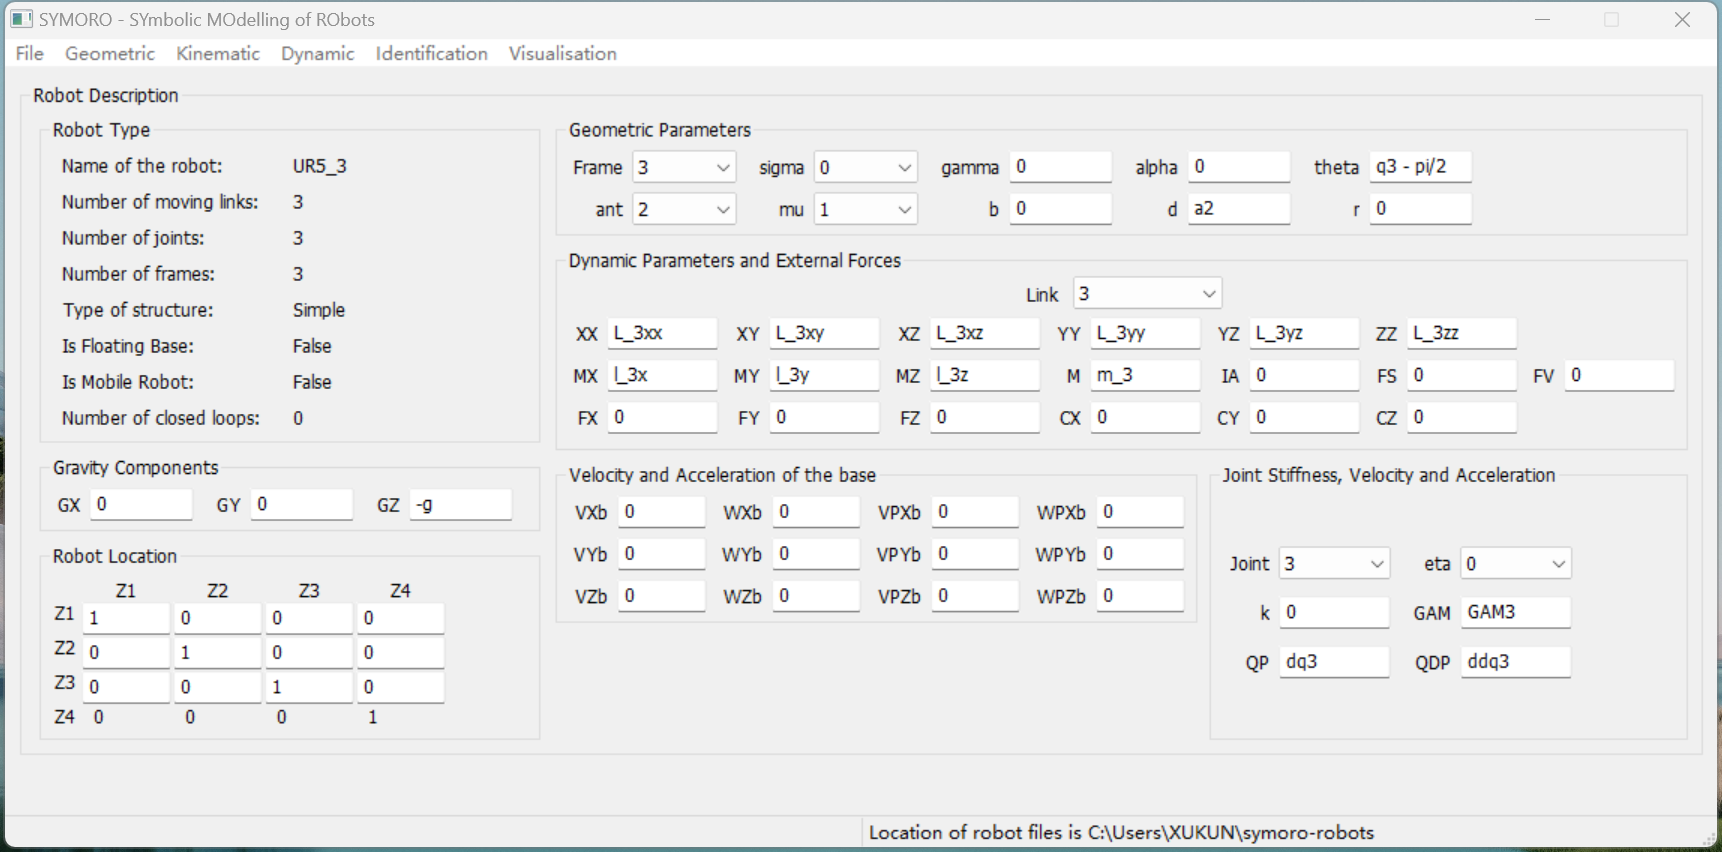 SYMORO - SYmbolic MOdelling of RObots
File Geometric Kinematic Dynamic Identification Visualisation
Robot Description
Robot Type
Name of the robot: UR5_3
Number of moving links: 3
Number of joints: 3
Number of frames: 3
Type of structure: Simple
Is Floating Base: False
Is Mobile Robot: False
Number of closed loops: 0
Gravity Components
GX 0 GY 0 GZ -g
Robot Location
Z1 Z2 Z3 Z4
Z1 1 0 0 0
Z2 0 1 0 0
Z3 0 0 1 0
Z4 0 0 0 1
Geometric Parameters
Frame 3 sigma 0 gamma 0 alpha 0 theta q3 - pi/2
ant 2 mu 1 b 0 d a2 r 0
Dynamic Parameters and External Forces
Link 3
XX L_3xx XY L_3xy XZ L_3xz YY L_3yy YZ L_3yz ZZ L_3zz
MX l_3x MY l_3y MZ l_3z M m_3 IA 0 FS 0 FV 0
FX 0 FY 0 FZ 0 CX 0 CY 0 CZ 0
Velocity and Acceleration of the base
VXb 0 WXb 0 VPXb 0 WPXb 0
VYb 0 WYb 0 VPYb 0 WPYb 0
VZb 0 WZb 0 VPZb 0 WPZb 0
Joint Stiffness, Velocity and Acceleration
Joint 3 eta 0
k 0 GAM GAM3
QP dq3 QDP ddq3
Location of robot files is C:\Users\XUKUN\symoro-robots